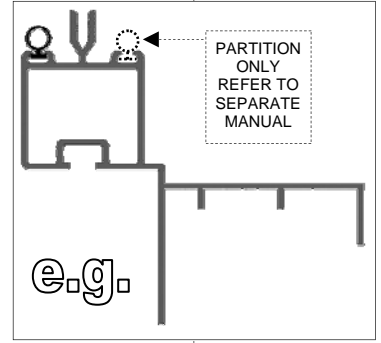 PARTITION
ONLY
REFER TO
SEPARATE
MANUAL
e.g.